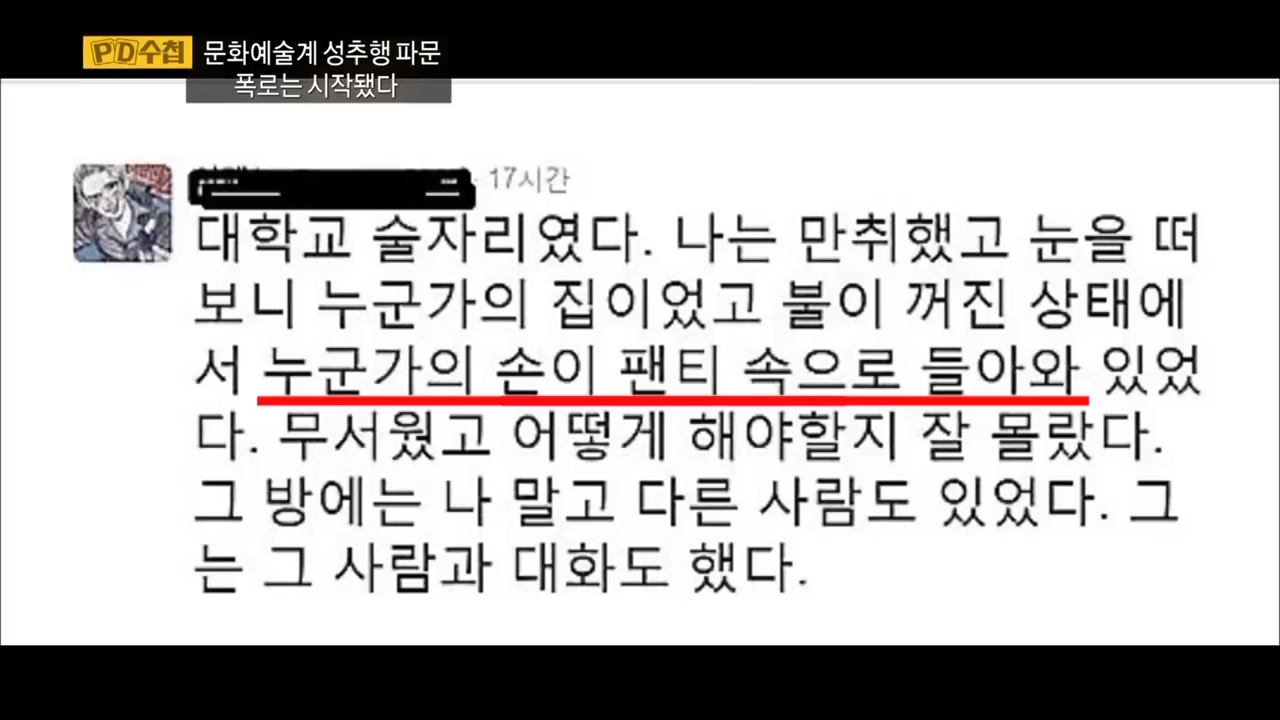 PD수첩 문화예술계 성추행 파문
폭로는 시작됐다
17시간
대학교 술자리였다. 나는 만취했고 눈을 떠
보니 누군가의 집이었고 불이 꺼진 상태에
서 누군가의 손이 팬티 속으로 들아와 있었
다. 무서웠고 어떻게 해야할지 잘 몰랐다.
그 방에는 나 말고 다른 사람도 있었다. 그
는 그 사람과 대화도 했다.